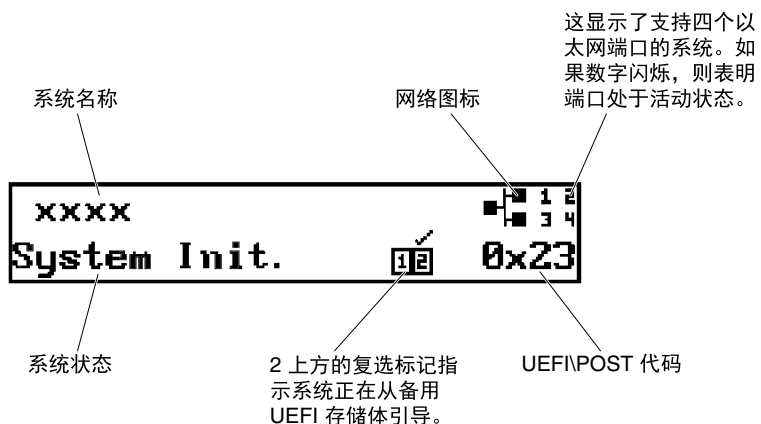 这显示了支持四个以
太网端口的系统。如
果数字闪烁，则表明
端口处于活动状态。
系统名称
网络图标
xxxx
1 2
3 4
System Init.
1 2
0x23
系统状态
2 上方的复选标记指
示系统正在从备用
UEFI 存储体引导。
UEFI\POST 代码